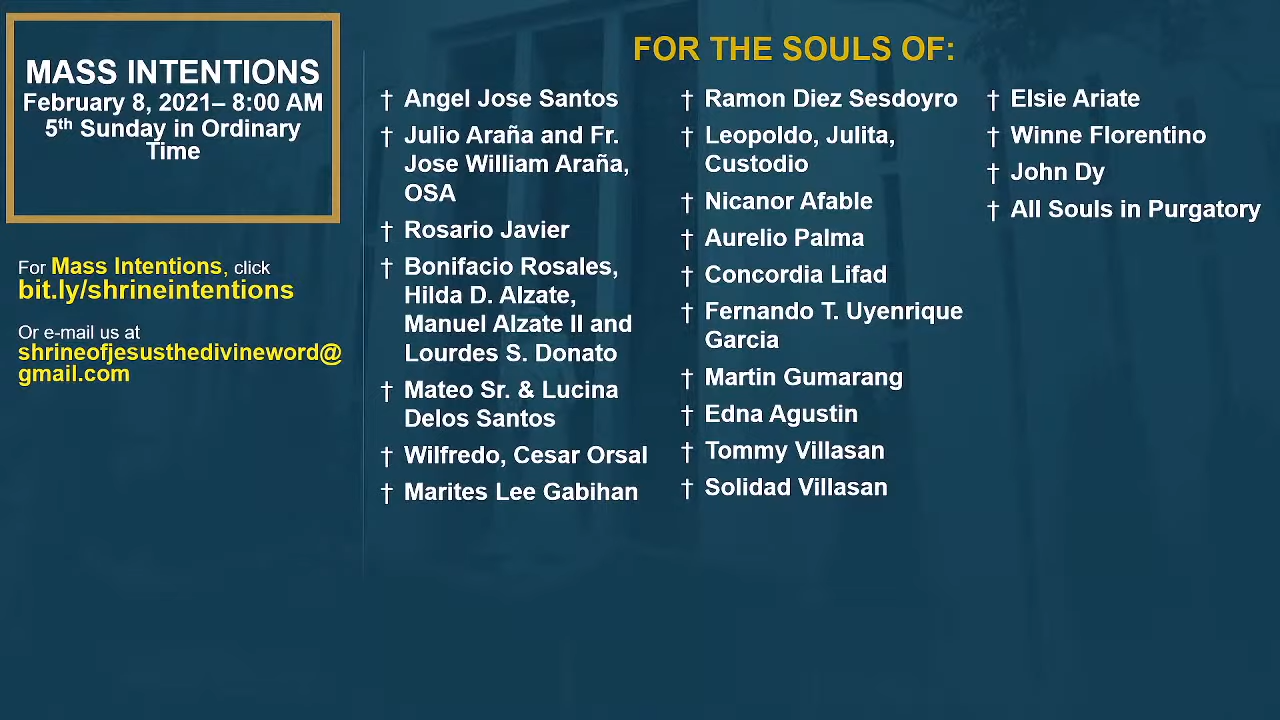 MASS INTENTIONS
February 8, 2021– 8:00 AM
5th Sunday in Ordinary
Time
For Mass Intentions, click
bit.ly/shrineintentions
Or e-mail us at
shrineofjesusthedivineword@
gmail.com
FOR THE SOULS OF:
† Angel Jose Santos
† Julio Araña and Fr.
Jose William Araña,
OSA
† Rosario Javier
† Bonifacio Rosales,
Hilda D. Alzate,
Manuel Alzate II and
Lourdes S. Donato
† Mateo Sr. & Lucina
Delos Santos
† Wilfredo, Cesar Orsal
† Marites Lee Gabihan
† Ramon Diez Sesdoyro
† Leopoldo, Julita,
Custodio
† Nicanor Afable
† Aurelio Palma
† Concordia Lifad
† Fernando T. Uyenrique
Garcia
† Martin Gumarang
† Edna Agustin
† Tommy Villasan
† Solidad Villasan
† Elsie Ariate
† Winne Florentino
† John Dy
† All Souls in Purgatory